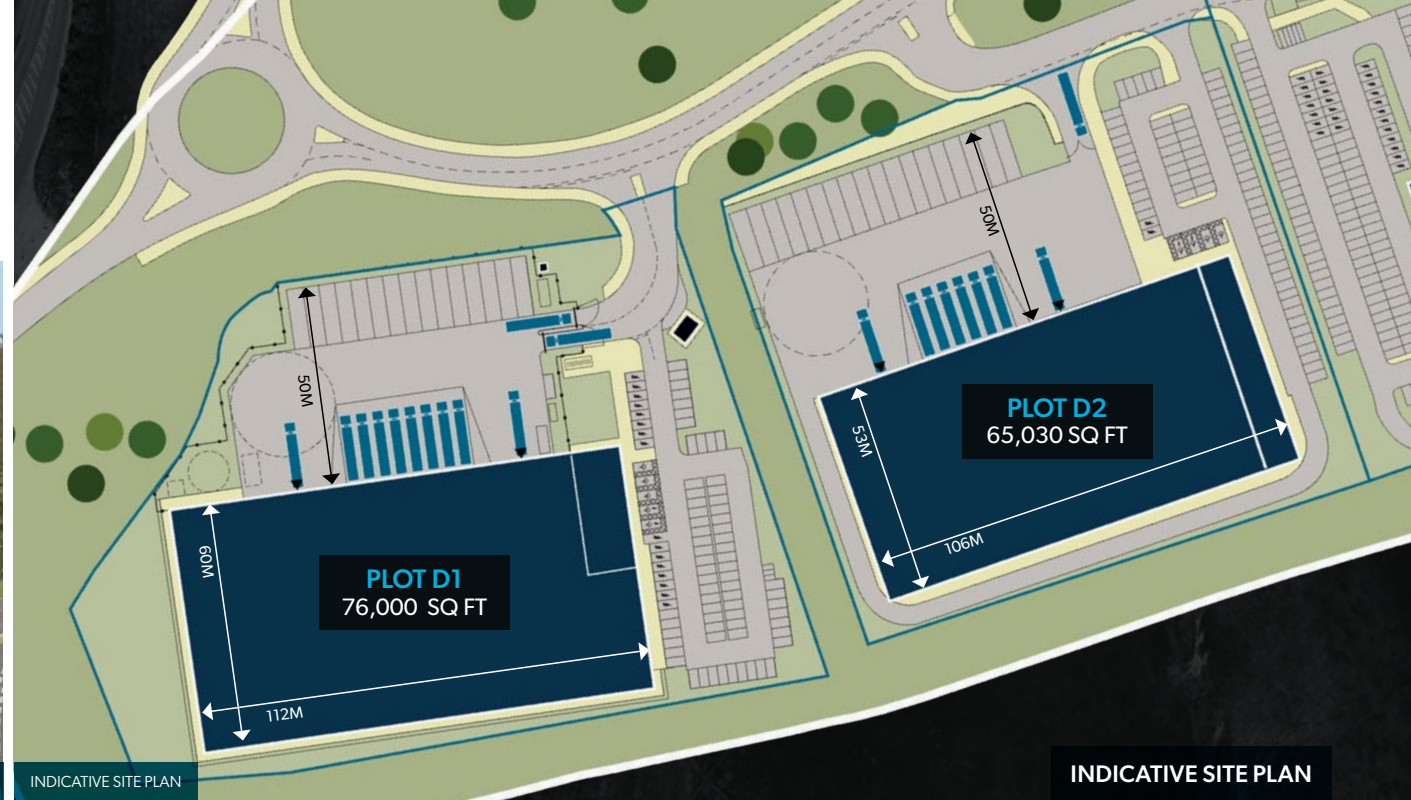 50M
50M
PLOT D2
65,030 SQ FT
53M
106M
60M
PLOT D1
76,000 SQ FT
112M
INDICATIVE SITE PLAN
INDICATIVE SITE PLAN